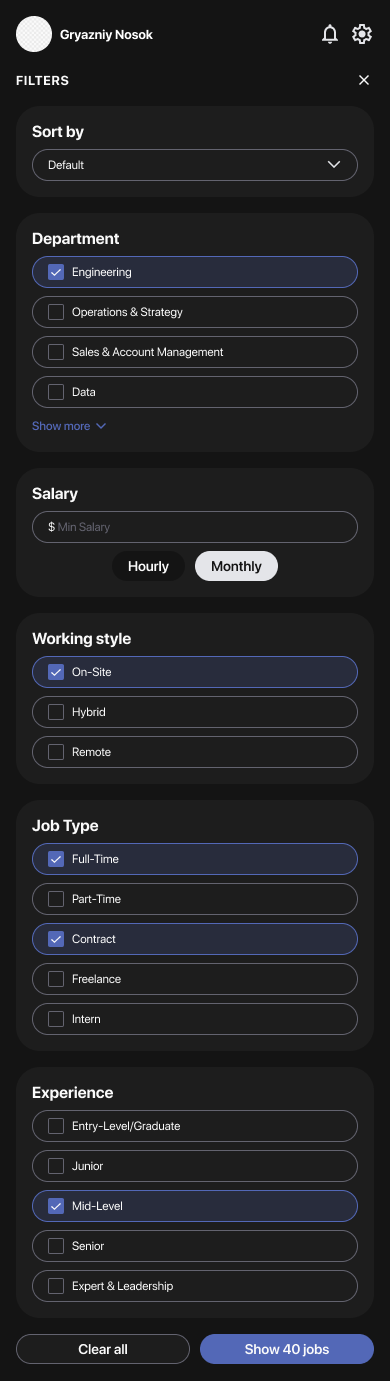 Gryazniy Nosok
FILTERS
Sort by
Default
Department
Engineering
Operations & Strategy
Sales & Account Management
Data
Show more
Salary
$ Min Salary
Hourly Monthly
Working style
On-Site
Hybrid
Remote
Job Type
Full-Time
Part-Time
Contract
Freelance
Intern
Experience
Entry-Level/Graduate
Junior
Mid-Level
Senior
Expert & Leadership
Clear all Show 40 jobs